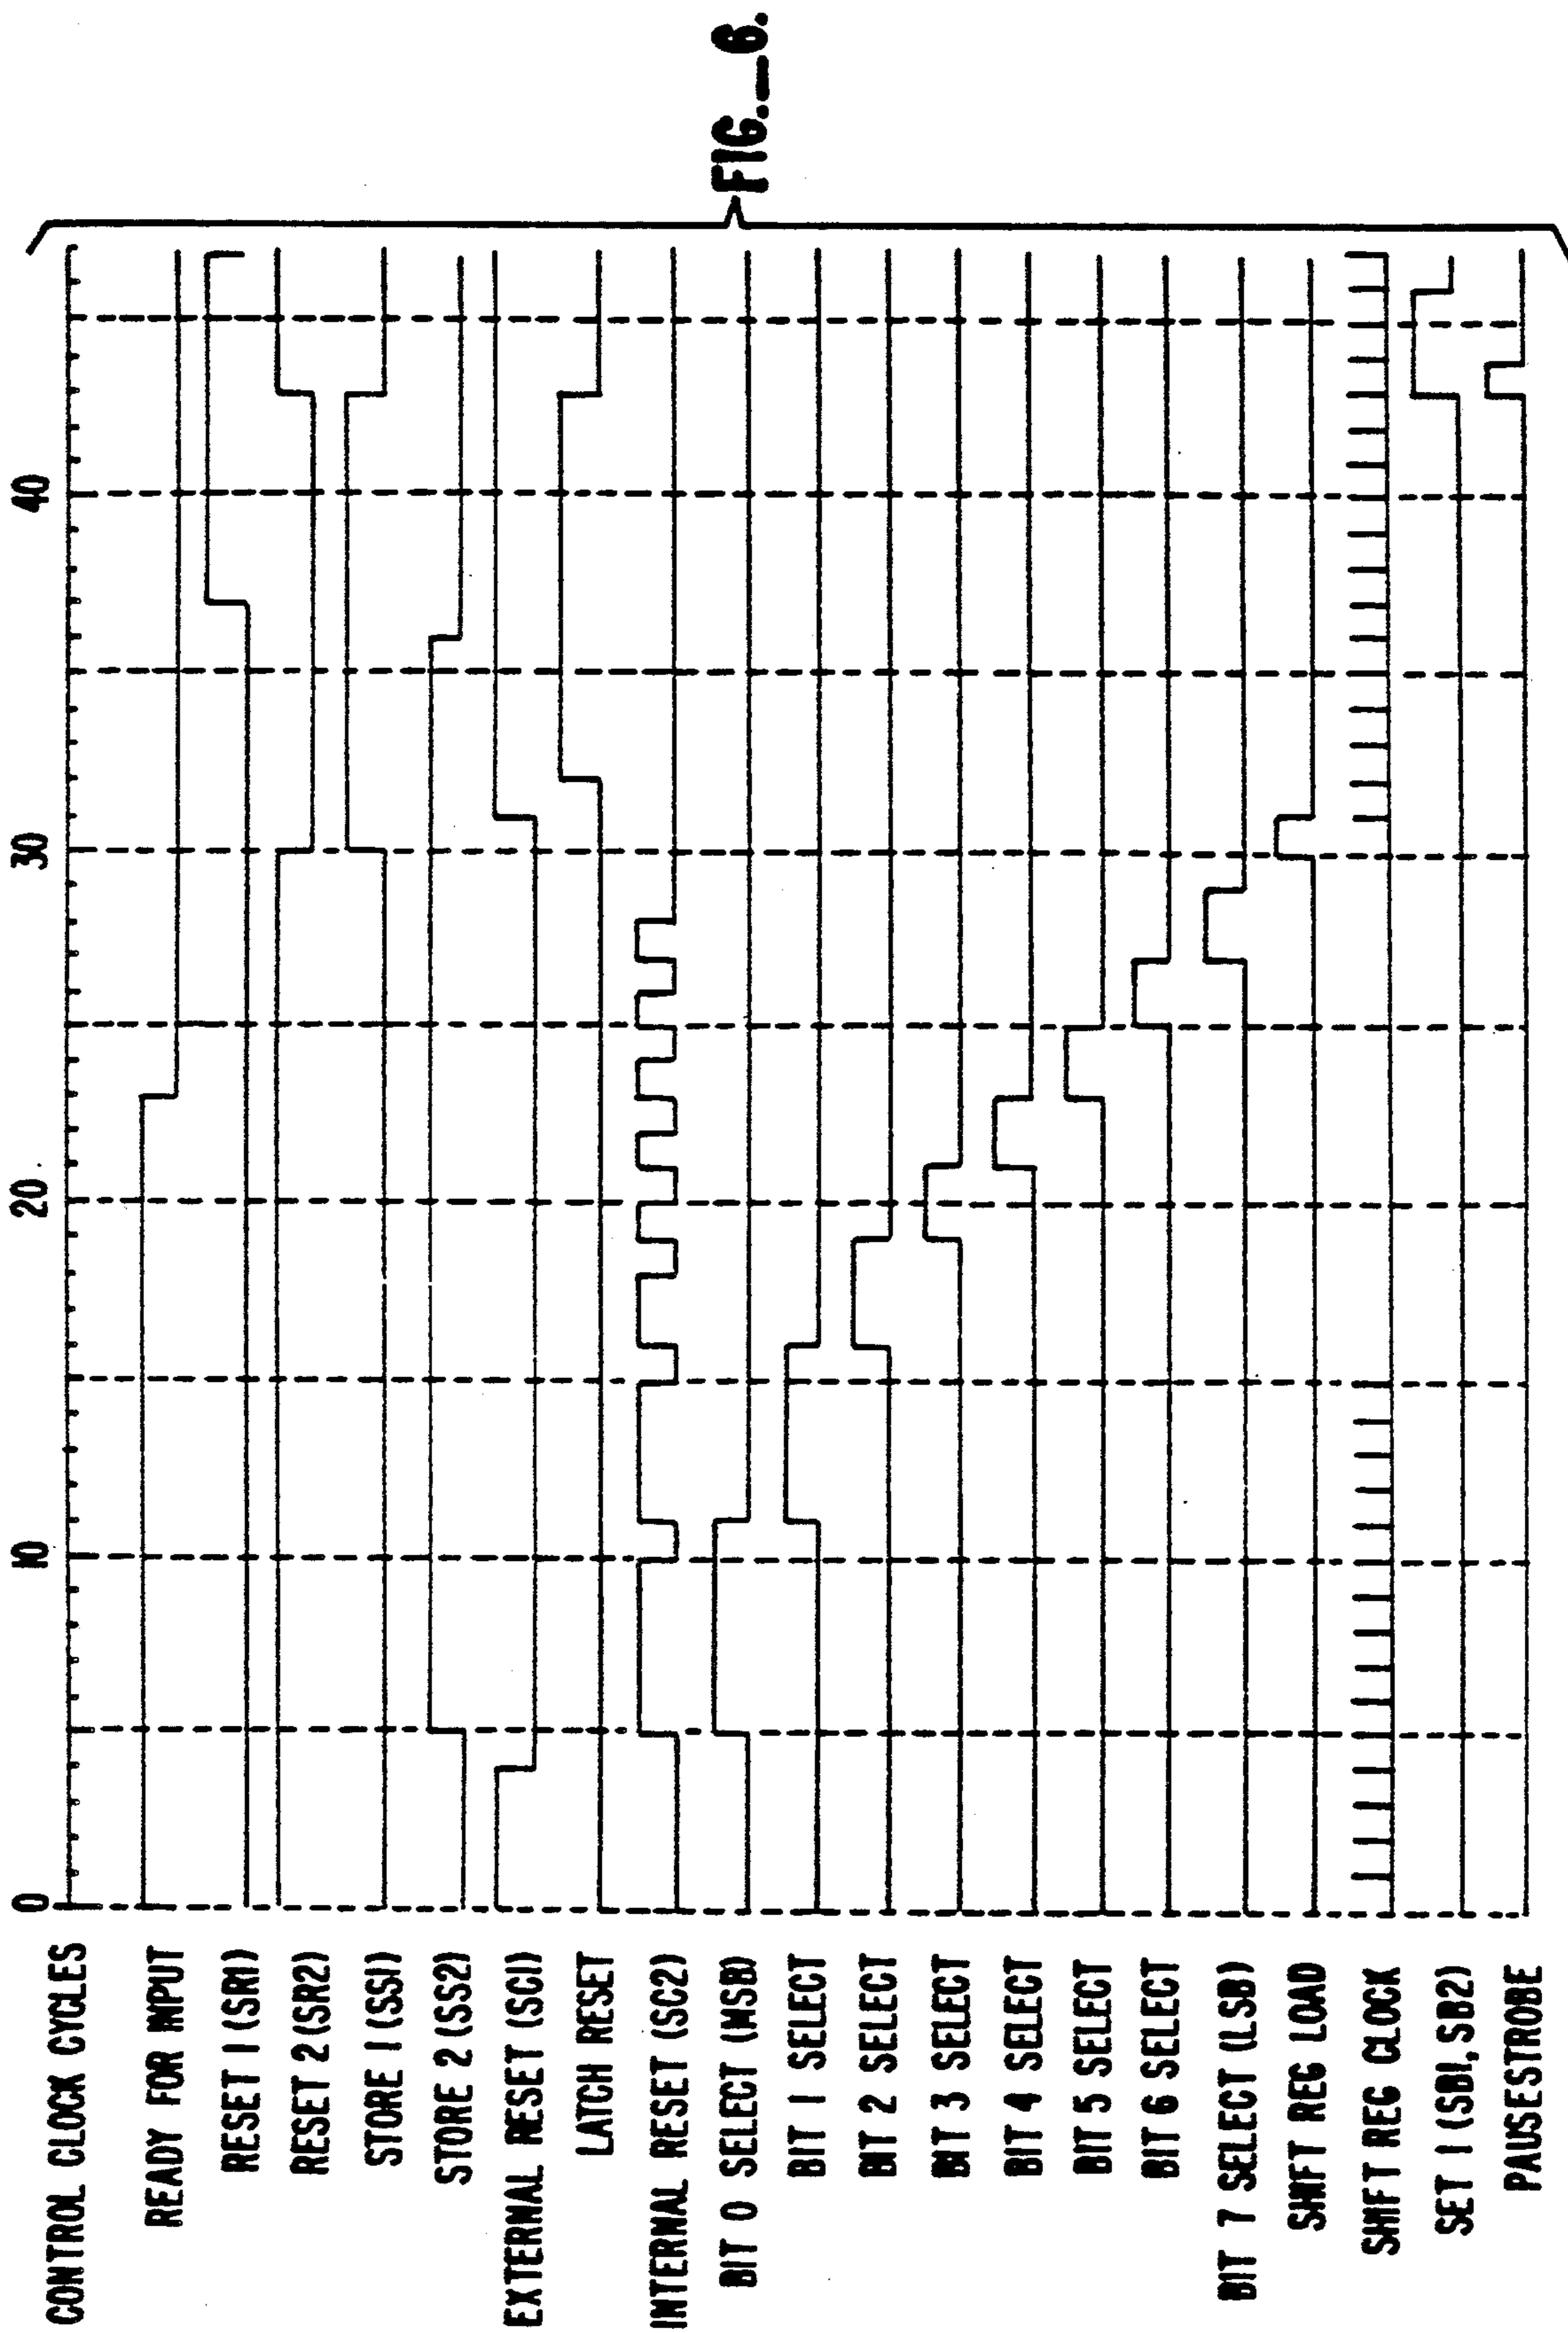 0 10 20 30 40
CONTROL CLOCK CYCLES
READY FOR INPUT
RESET 1 (SR1)
RESET 2 (SR2)
STORE 1 (SS1)
STORE 2 (SS2)
EXTERNAL RESET (SC1)
LATCH RESET
INTERNAL RESET (SC2)
BIT 0 SELECT (MSB)
BIT 1 SELECT
BIT 2 SELECT
BIT 3 SELECT
BIT 4 SELECT
BIT 5 SELECT
BIT 6 SELECT
BIT 7 SELECT (LSB)
SHIFT REG LOAD
SHIFT REG CLOCK
SET 1 (SB1, SB2)
PAUSESTROBE
FIG._6.